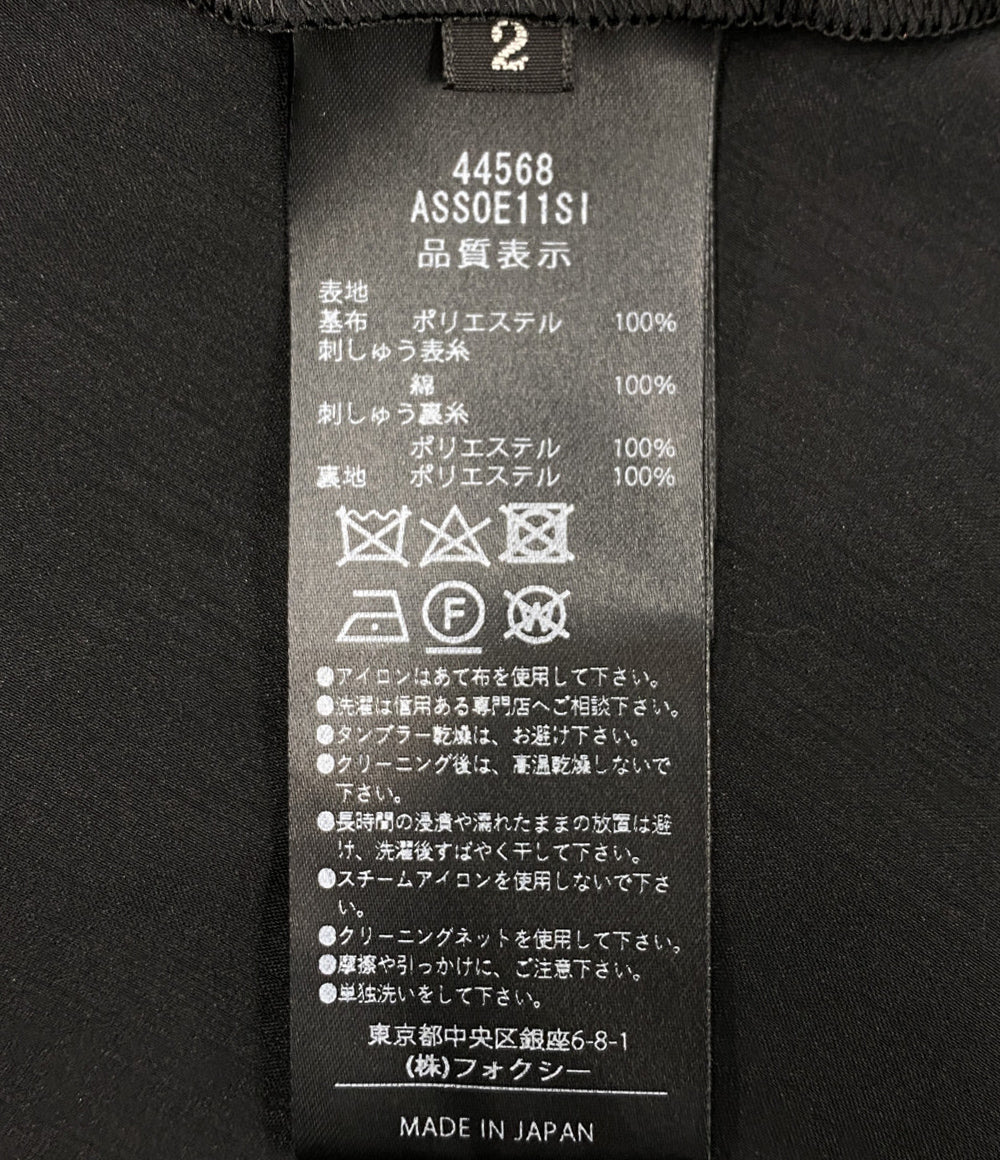 2
44568
ASSOE11SI
品質表示
表地
基布 ポリエステル 100%
刺しゅう表糸
綿 100%
刺しゅう裏糸
ポリエステル 100%
裏地 ポリエステル 100%
F W
●アイロンはあて布を使用して下さい。
●洗濯は信用ある専門店へご相談下さい。
●タンブラー乾燥は、お避け下さい。
●クリーニング後は、高温乾燥しないで
下さい。
●長時間の浸漬や濡れたままの放置は避
け、洗濯後すばやく干して下さい。
●スチームアイロンを使用しないで下さ
い。
●クリーニングネットを使用して下さい。
●摩擦や引っかけに、ご注意下さい。
●単独洗いをして下さい。
東京都中央区銀座6-8-1
(株)フォクシー
MADE IN JAPAN